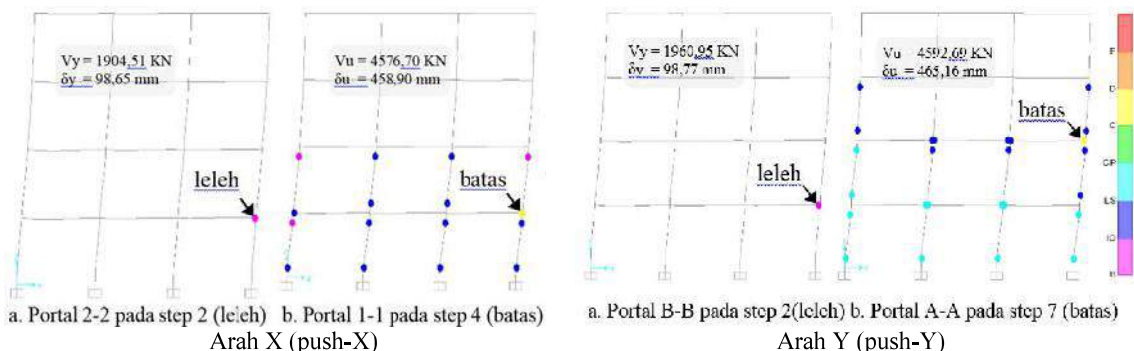 Vy = 1904,51 KN
δy = 98,65 mm
leleh
a. Portal 2-2 pada step 2 (leleh)
Vu = 4576,70 KN
δu = 458,90 mm
batas
b. Portal 1-1 pada step 4 (batas)
Arah X (push-X)
Vy = 1960,95 KN
δy = 98,77 mm
leleh
a. Portal B-B pada step 2(leleh)
Vu = 4592,69 KN
δu = 465,16 mm
batas
b. Portal A-A pada step 7 (batas)
Arah Y (push-Y)
E
D
C
CP
LS
IO
B